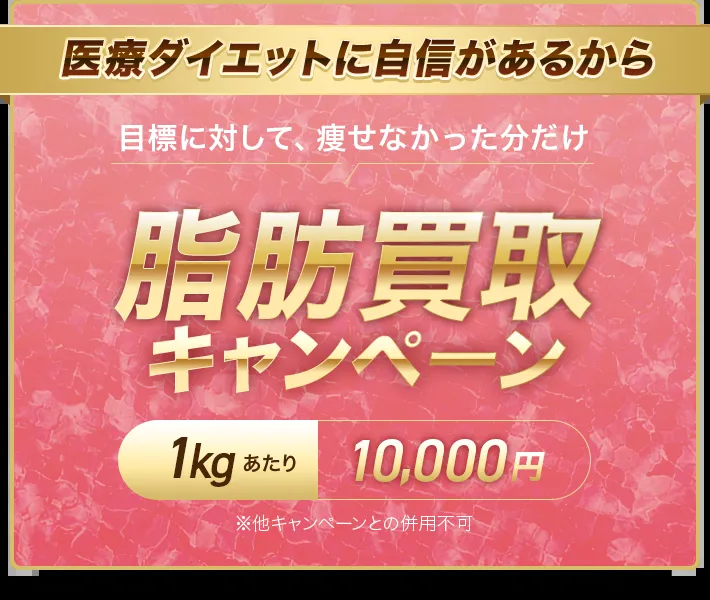 医療ダイエットに自信があるから
目標に対して、痩せなかった分だけ
脂肪買取
キャンペーン
1kgあたり 10,000円
※他キャンペーンとの併用不可